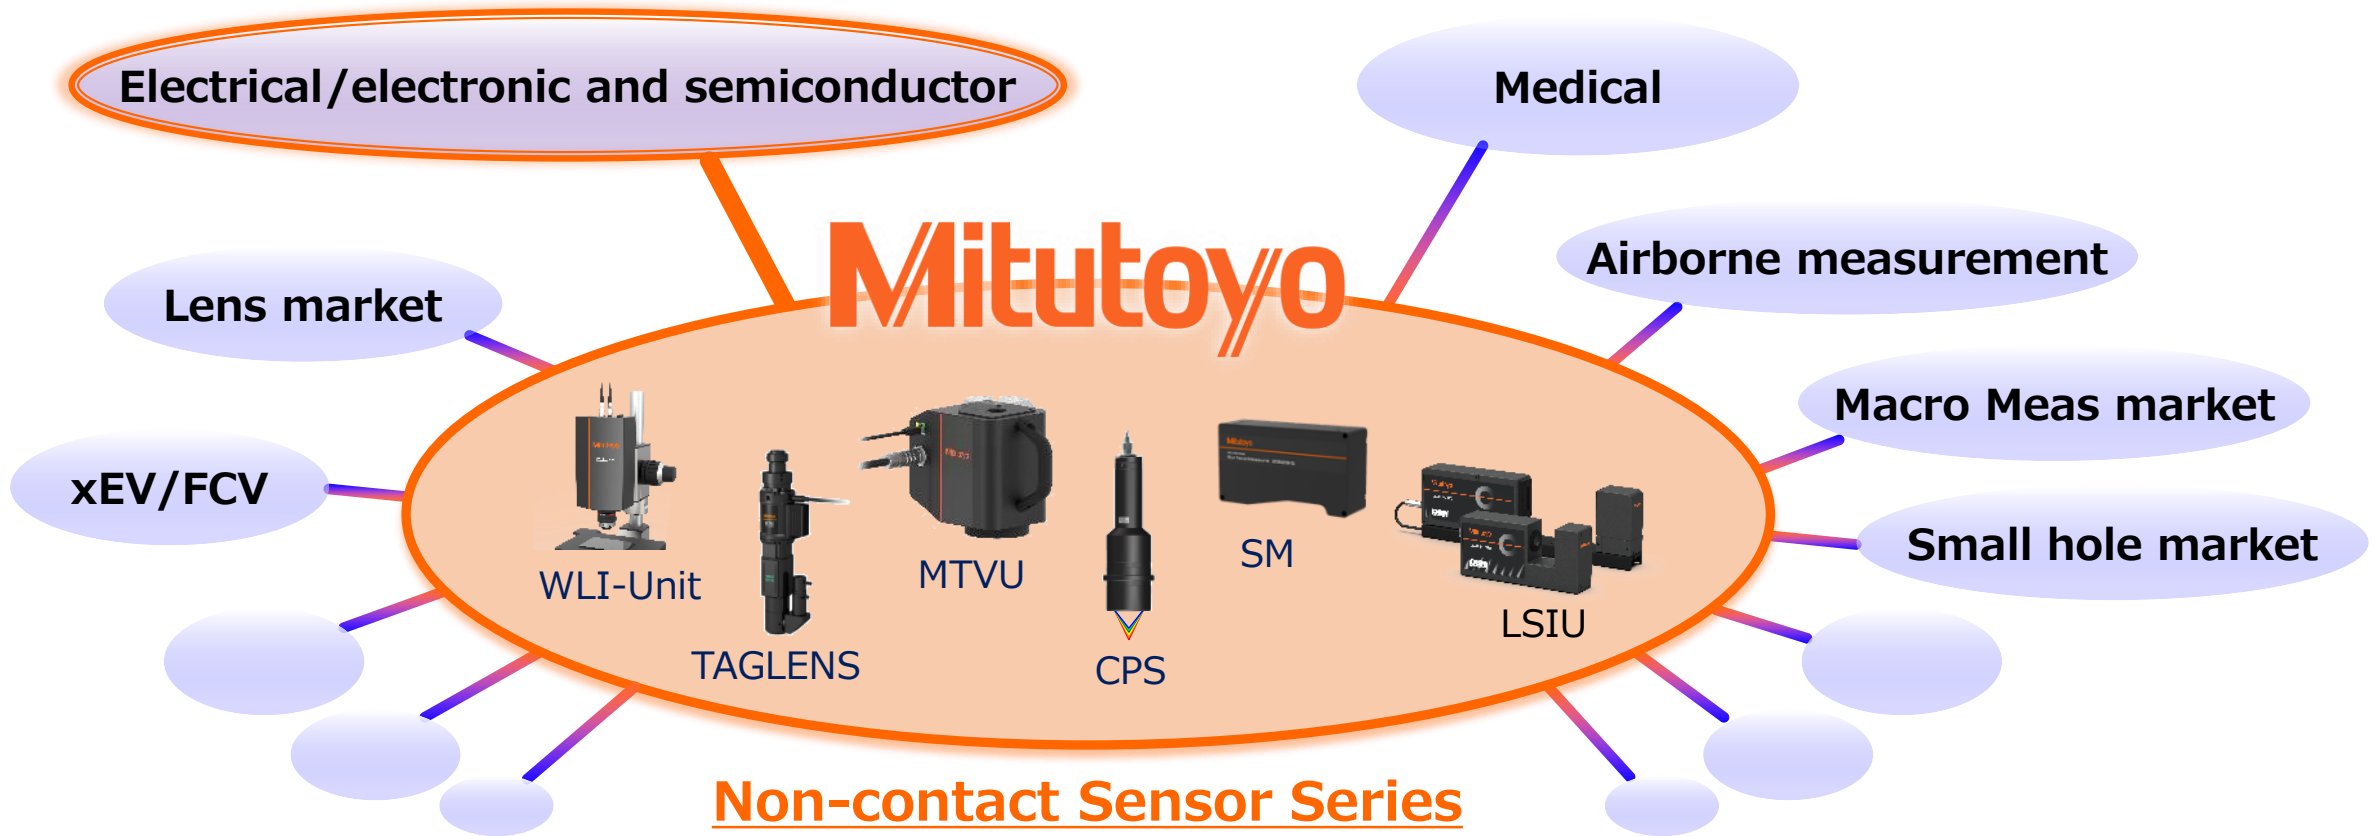 Electrical/electronic and semiconductor
Medical
Mitutoyo
Airborne measurement
Lens market
Macro Meas market
xEV/FCV
Small hole market
WLI-Unit
TAGLENS
MTVU
CPS
SM
LSIU
Mitutoyo
Non-contact Sensor Series